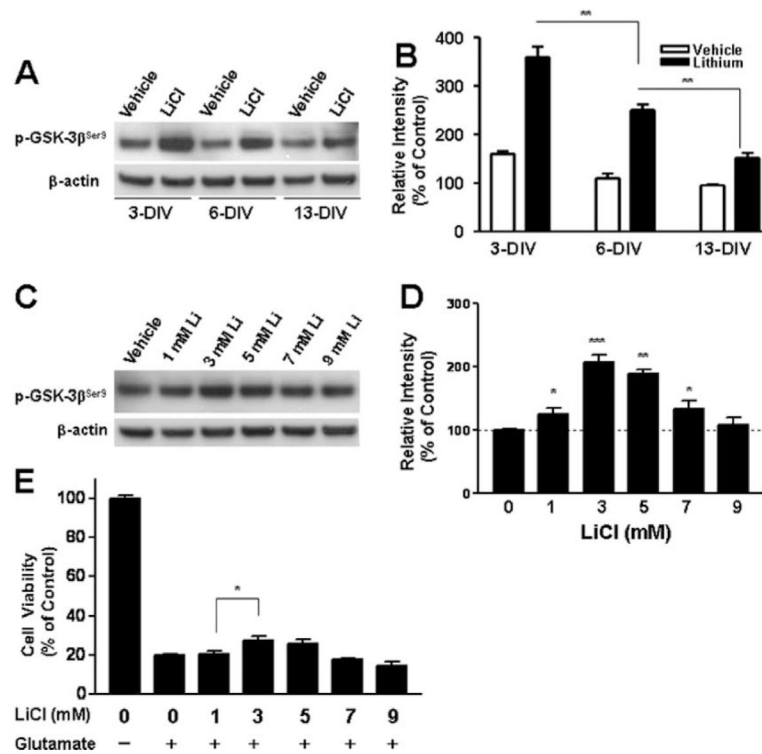 A
Vehicle LiCl Vehicle LiCl Vehicle LiCl
p-GSK-3βSer9
β-actin
3-DIV 6-DIV 13-DIV
B
Relative Intensity
(% of Control)
400
300
200
100
0
**
**
Vehicle
Lithium
3-DIV 6-DIV 13-DIV
C
Vehicle 1 mM Li 3 mM Li 5 mM Li 7 mM Li 9 mM Li
p-GSK-3βSer9
β-actin
D
Relative Intensity
(% of Control)
300
200
100
0
* *** ** *
0 1 3 5 7 9
LiCl (mM)
E
Cell Viability
(% of Control)
100
80
60
40
20
0
*
LiCl (mM) 0 0 1 3 5 7 9
Glutamate – + + + + + +